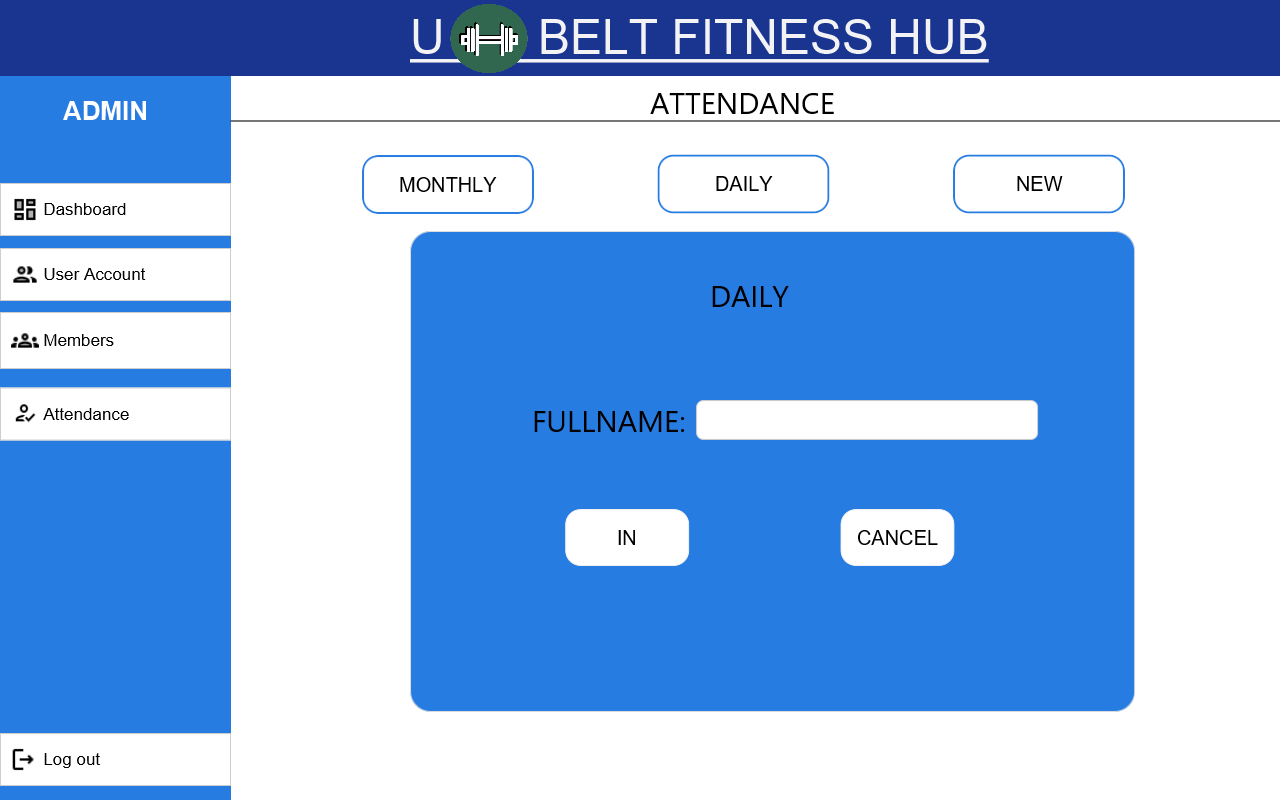 U BELT FITNESS HUB
ADMIN
ATTENDANCE
MONTHLY
DAILY
NEW
Dashboard
User Account
Members
Attendance
Log out
DAILY
FULLNAME:
IN
CANCEL